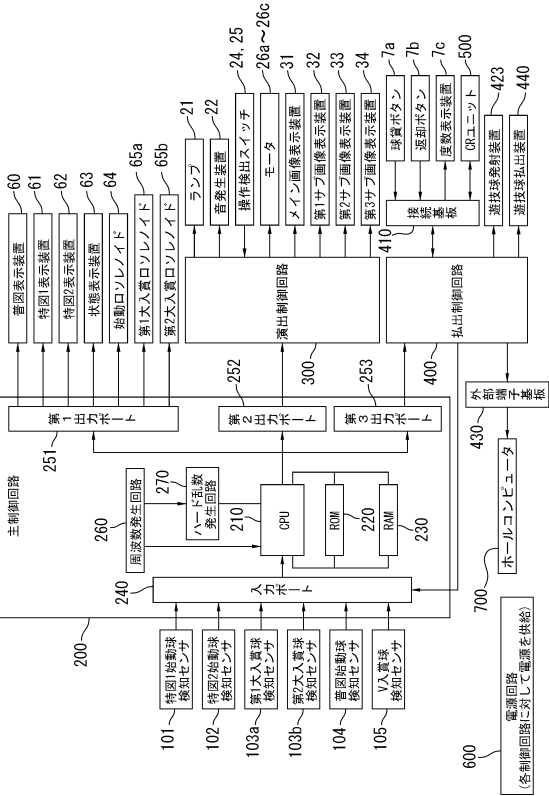 主制御回路
200
特図1始動球
検知センサ
101
特図2始動球
検知センサ
102
第1大入賞球
検知センサ
103a
第2大入賞球
検知センサ
103b
普図始動球
検知センサ
104
V入賞球
検知センサ
105
入力ポート
240
周波数発生回路
260
ハード乱数
発生回路
270
CPU
210
ROM
220
RAM
230
第1出力ポート
251
第2出力ポート
252
第3出力ポート
253
普図表示装置
60
特図1表示装置
61
特図2表示装置
62
状態表示装置
63
始動口ソレノイド
64
第1大入賞口ソレノイド
65a
第2大入賞口ソレノイド
65b
演出制御回路
300
ランプ
21
音発生装置
22
操作検出スイッチ
24, 25
モータ
26a～26c
メイン画像表示装置
31
第1サブ画像表示装置
32
第2サブ画像表示装置
33
第3サブ画像表示装置
34
払出制御回路
400
接続
基板
410
球貸ボタン
7a
返却ボタン
7b
度数表示装置
7c
CRユニット
500
遊技球発射装置
423
遊技球払出装置
440
外部
端子基板
430
ホールコンピュータ
700
電源回路
(各制御回路に対して電源を供給)
600